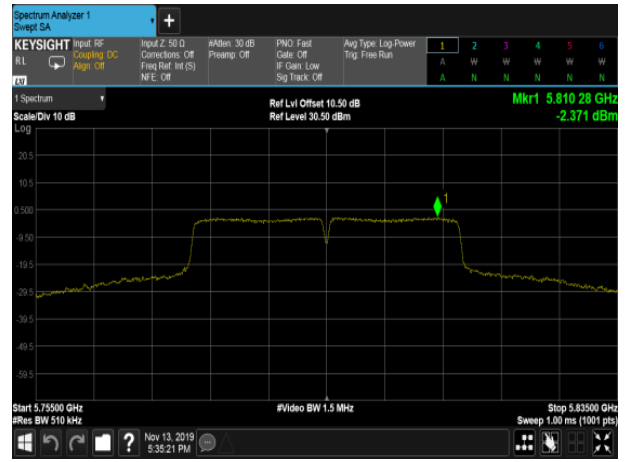 Spectrum Analyzer 1
Swept SA
+
KEYSIGHT Input: RF Input Z: 50 Ω #Atten: 30 dB PNO: Fast Avg Type: Log-Power 1 2 3 4 5 6
R L Coupling: DC Corrections: Off Preamp: Off Gate: Off Trig: Free Run A W W W W W
Align: Off Freq Ref: Int (S) IF Gain: Low
LXI NFE: Off Sig Track: Off A N N N N N
1 Spectrum Ref Lvl Offset 10.50 dB Mkr1 5.810 28 GHz
Scale/Div 10 dB Ref Level 30.50 dBm -2.371 dBm
Log
20.5
10.5
0.500
1
-9.50
-19.5
-29.5
-39.5
-49.5
-59.5
Start 5.75500 GHz #Video BW 1.5 MHz Stop 5.83500 GHz
#Res BW 510 kHz Sweep 1.00 ms (1001 pts)
? Nov 13, 2019
5:35:21 PM